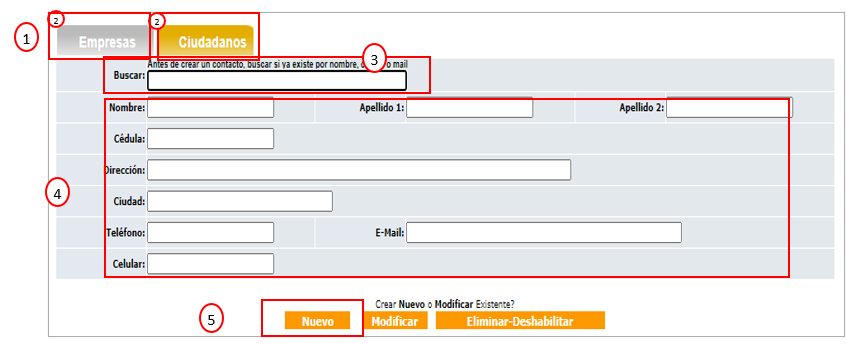 2 2
1 Empresas Ciudadanos
3
Antes de crear un contacto, buscar si ya existe por nombre, o mail
Buscar:
Nombre: Apellido 1: Apellido 2:
Cédula:
Dirección:
4
Ciudad:
Teléfono: E-Mail:
Celular:
Crear Nuevo o Modificar Existente?
5 Nuevo Modificar Eliminar-Deshabilitar